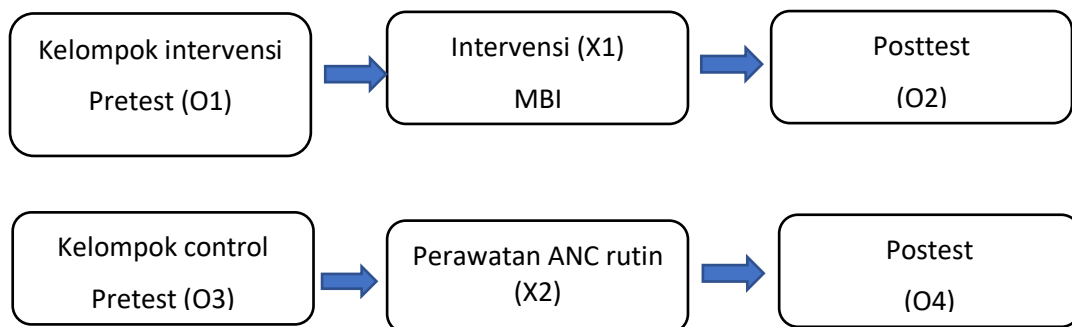 Kelompok intervensi
Pretest (O1)
Intervensi (X1)
MBI
Posttest
(O2)
Kelompok control
Pretest (O3)
Perawatan ANC rutin
(X2)
Postest
(O4)